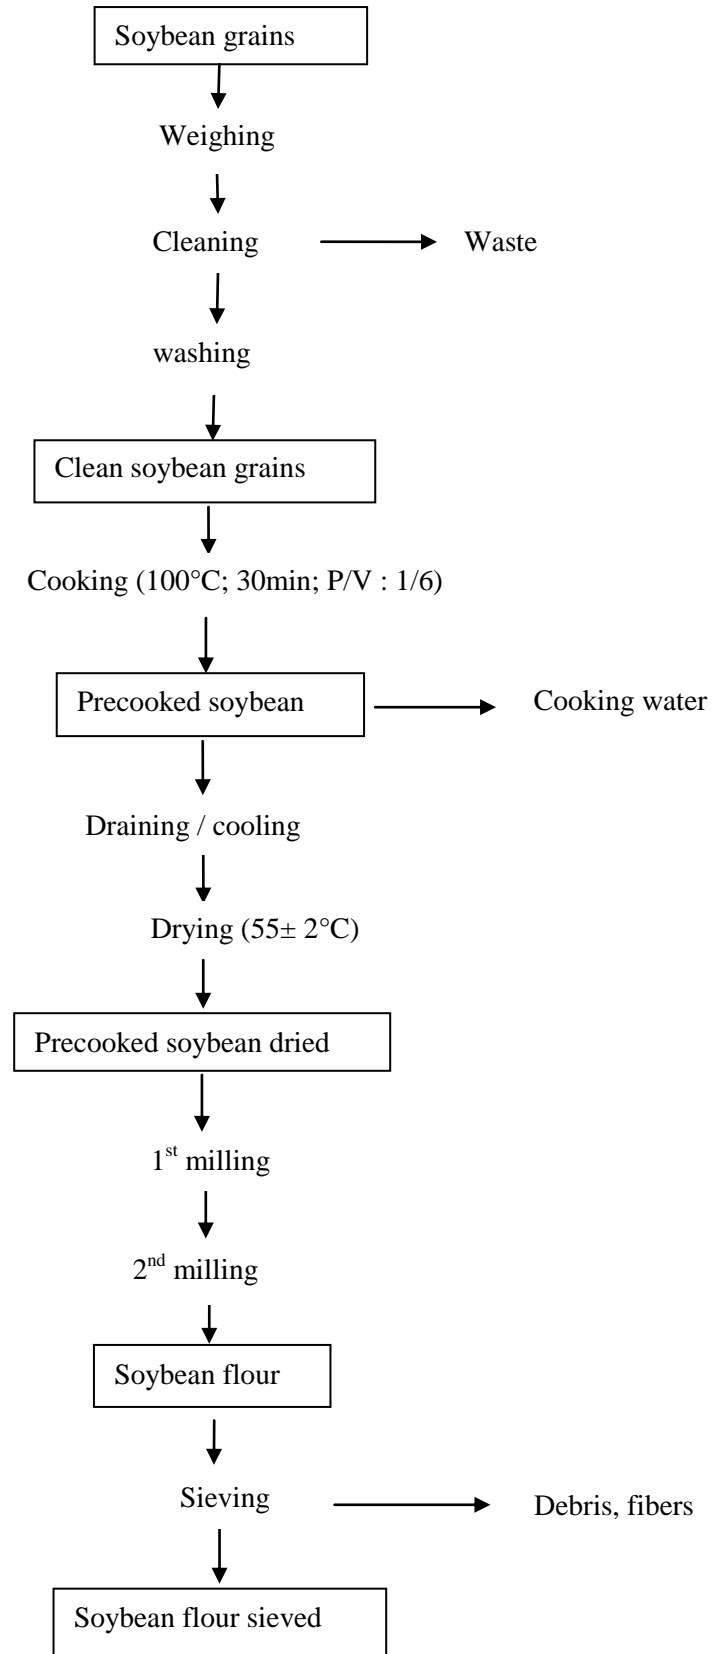 Soybean grains
Weighing
Cleaning
Waste
washing
Clean soybean grains
Cooking (100°C; 30min; P/V : 1/6)
Precooked soybean
Cooking water
Draining / cooling
Drying (55± 2°C)
Precooked soybean dried
1st milling
2nd milling
Soybean flour
Sieving
Debris, fibers
Soybean flour sieved